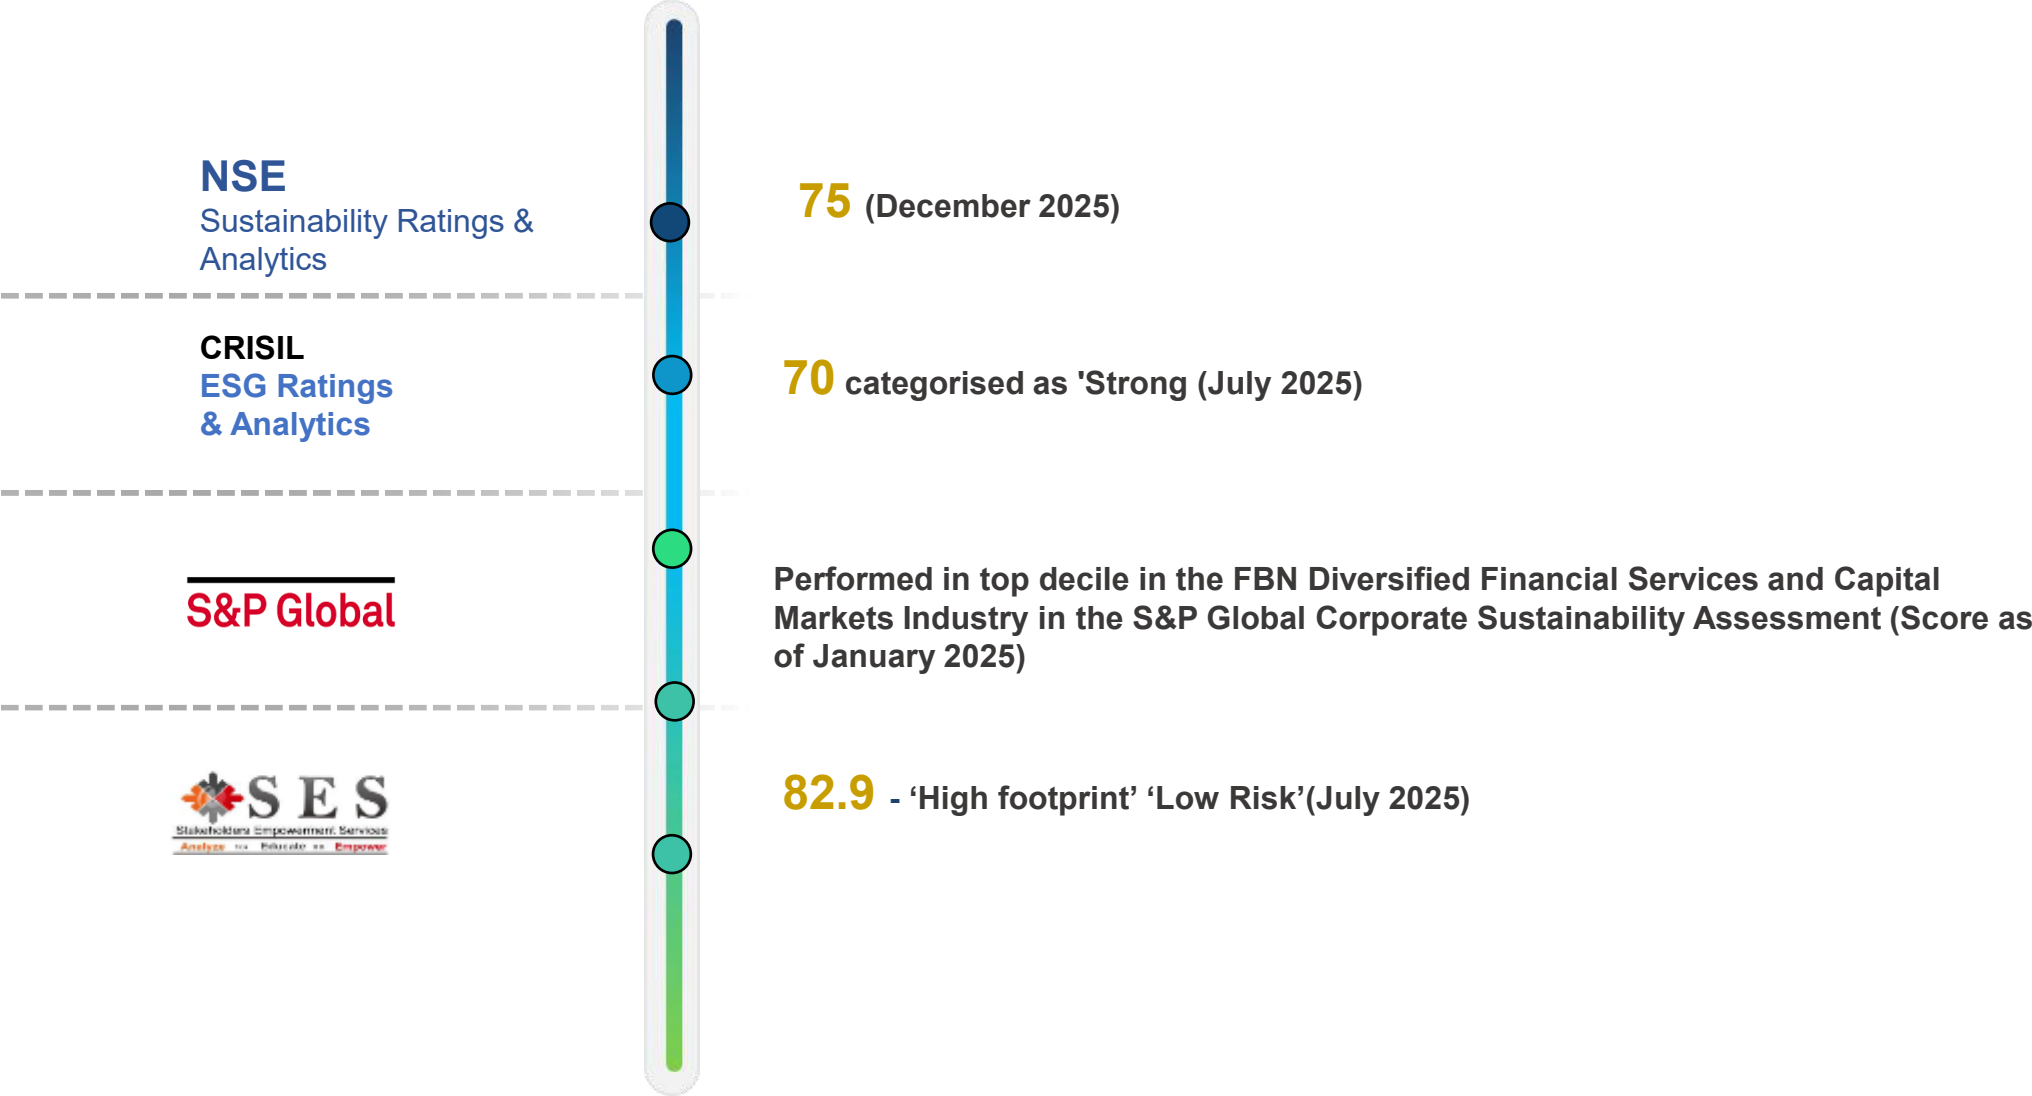 NSE
Sustainability Ratings &
Analytics
75 (December 2025)
CRISIL
ESG Ratings
& Analytics
70 categorised as 'Strong (July 2025)
S&P Global
Performed in top decile in the FBN Diversified Financial Services and Capital
Markets Industry in the S&P Global Corporate Sustainability Assessment (Score as
of January 2025)
SES
Stakeholders Empowerment Services
Analyze Educate Empower
82.9 - ‘High footprint’ ‘Low Risk’(July 2025)